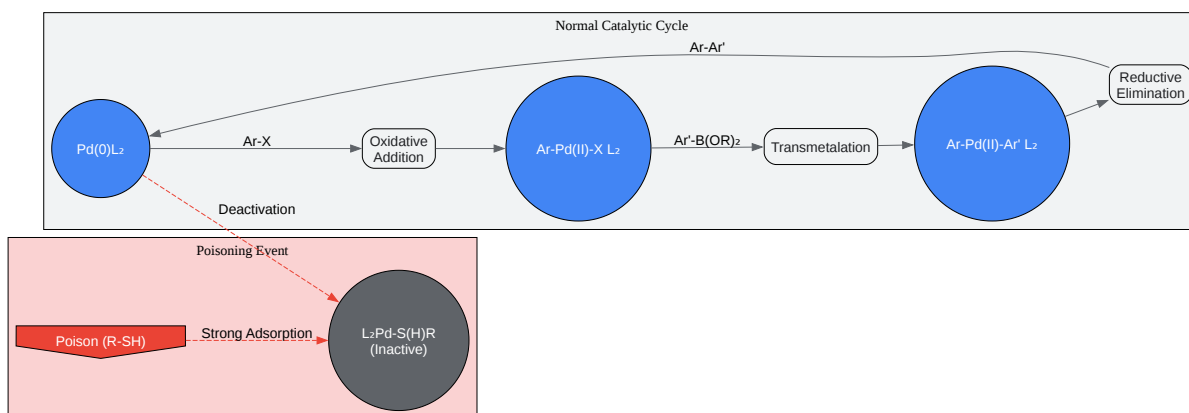 Normal Catalytic Cycle
Ar-Ar'
Reductive
Elimination
Pd(0)L₂
Ar-X
Oxidative
Addition
Ar-Pd(II)-X L₂
Ar'-B(OR)₂
Transmetalation
Ar-Pd(II)-Ar' L₂
Deactivation
Poisoning Event
Poison (R-SH)
Strong Adsorption
L₂Pd-S(H)R
(Inactive)